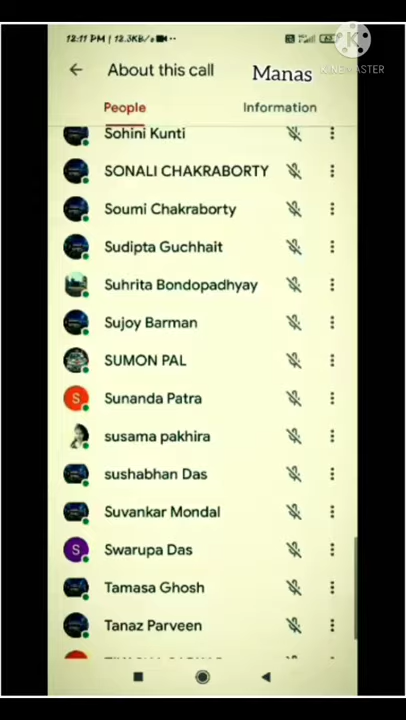 12:11 PM | 13.3KB/s
K
KINEMASTER
About this call
Manas
People
Information
Sohini Kunti
SONALI CHAKRABORTY
Soumi Chakraborty
Sudipta Guchhait
Suhrita Bondopadhyay
Sujoy Barman
SUMON PAL
S Sunanda Patra
susama pakhira
sushabhan Das
Suvankar Mondal
S Swarupa Das
Tamasa Ghosh
Tanaz Parveen